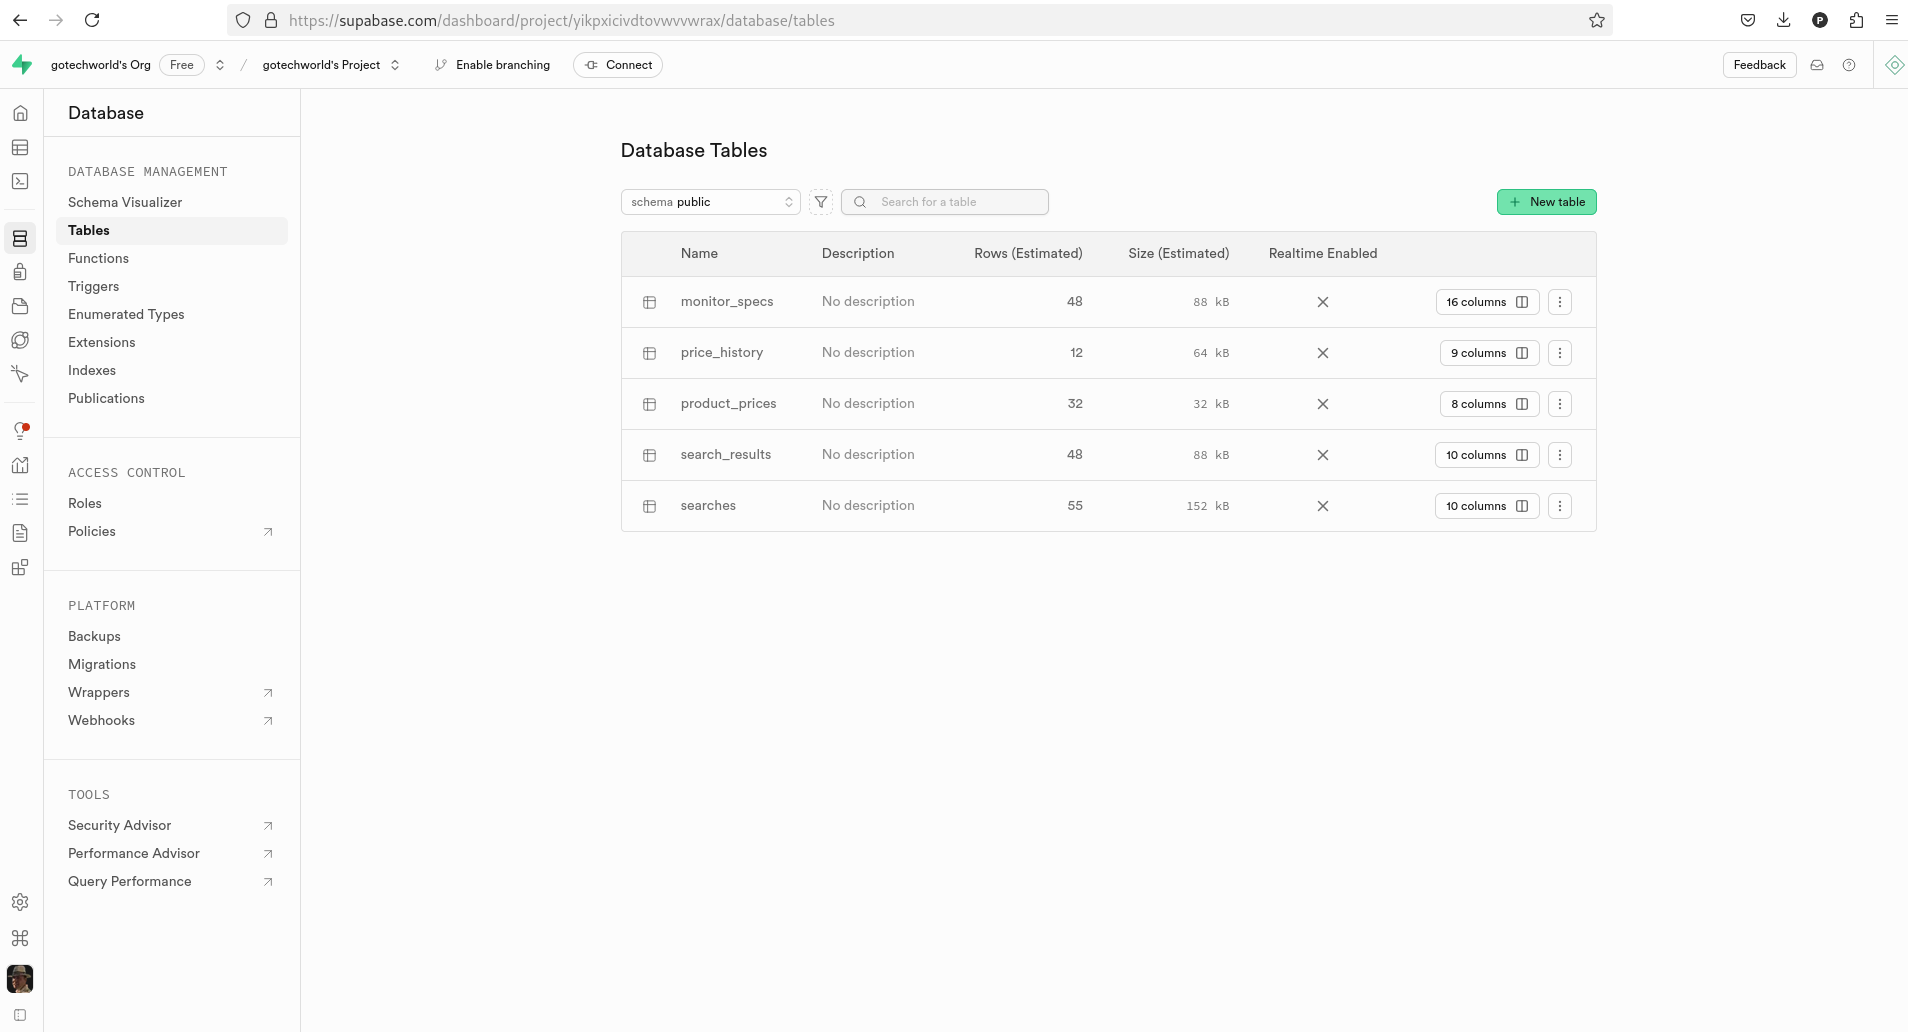 https://supabase.com/dashboard/project/yikpxicivdtovwvvwrax/database/tables
P
gotechworld's Org Free / gotechworld's Project Enable branching Connect Feedback
Database
DATABASE MANAGEMENT
Schema Visualizer
Tables
Functions
Triggers
Enumerated Types
Extensions
Indexes
Publications
ACCESS CONTROL
Roles
Policies
PLATFORM
Backups
Migrations
Wrappers
Webhooks
TOOLS
Security Advisor
Performance Advisor
Query Performance
Database Tables
schema public Search for a table New table
Name Description Rows (Estimated) Size (Estimated) Realtime Enabled
monitor_specs No description 48 88 kB 16 columns
price_history No description 12 64 kB 9 columns
product_prices No description 32 32 kB 8 columns
search_results No description 48 88 kB 10 columns
searches No description 55 152 kB 10 columns